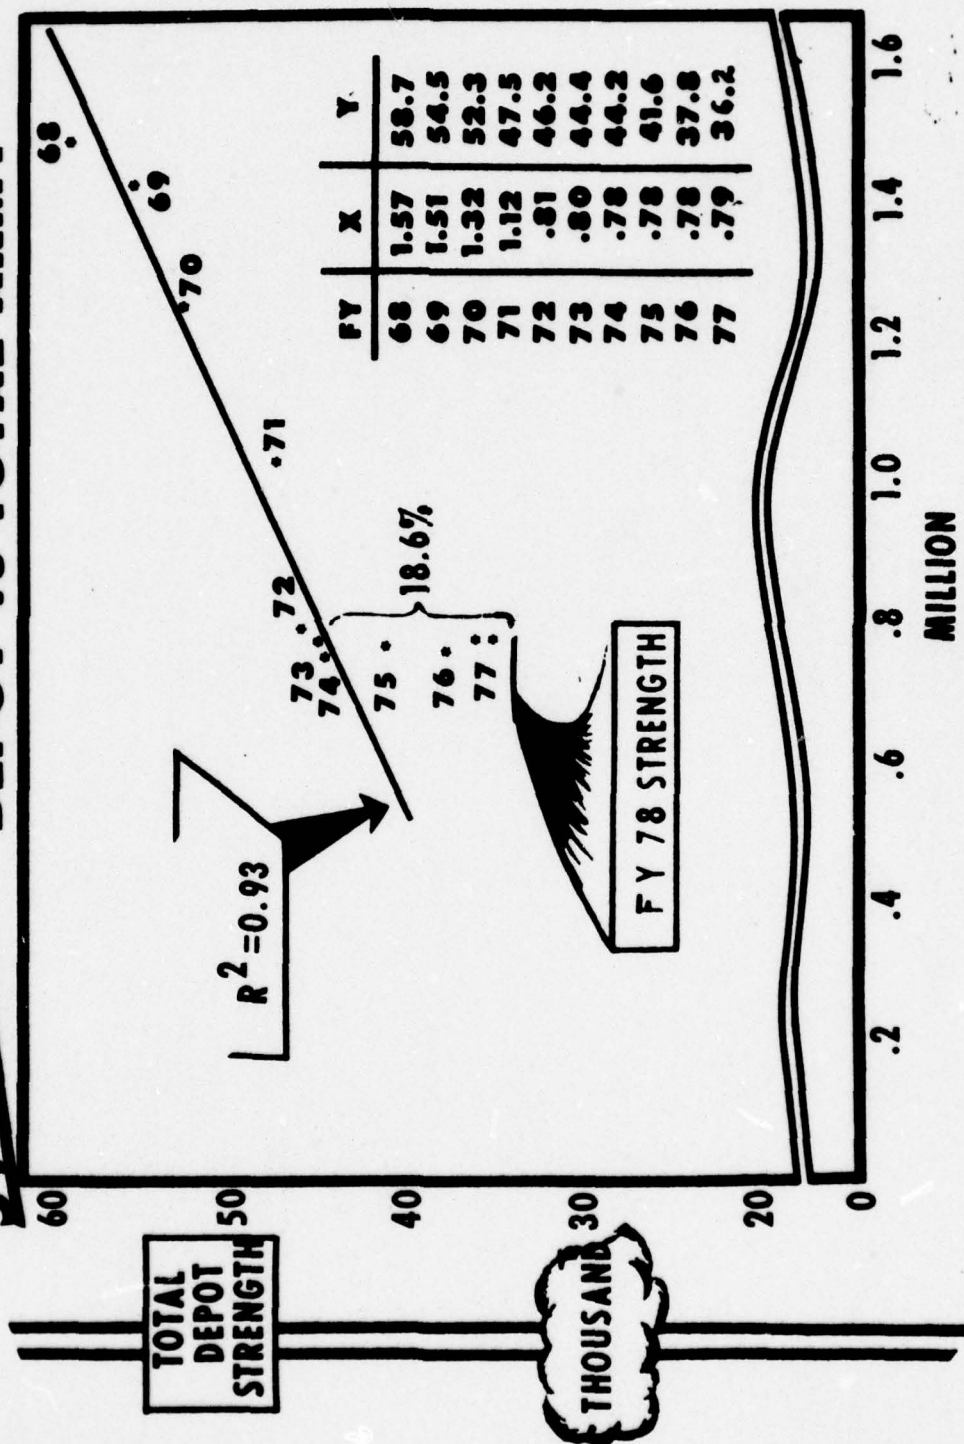 60
50
40
30
20
0
TOTAL
DEPOT
STRENGTH
THOUSAND
68
69
70
71
72
73
74
75
76
77
18.6%
R²=0.93
FY 78 STRENGTH
FY X Y
68 1.57 58.7
69 1.51 54.5
70 1.32 52.3
71 1.12 47.5
72 .81 46.2
73 .80 44.4
74 .78 44.2
75 .78 41.6
76 .78 37.8
77 .79 36.2
.2 .4 .6 .8 1.0 1.2 1.4 1.6
MILLION